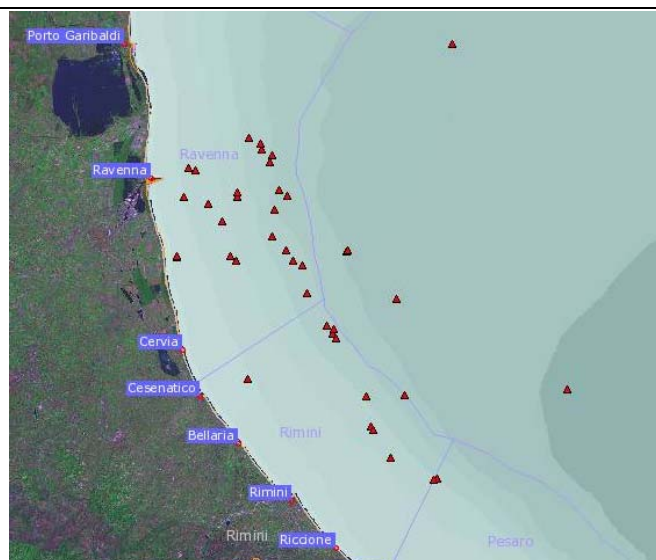 Porto Garibaldi
Ravenna
Ravenna
Cervia
Cesenatico
Bellaria
Rimini
Rimini
Rimini
Riccione
Pesaro